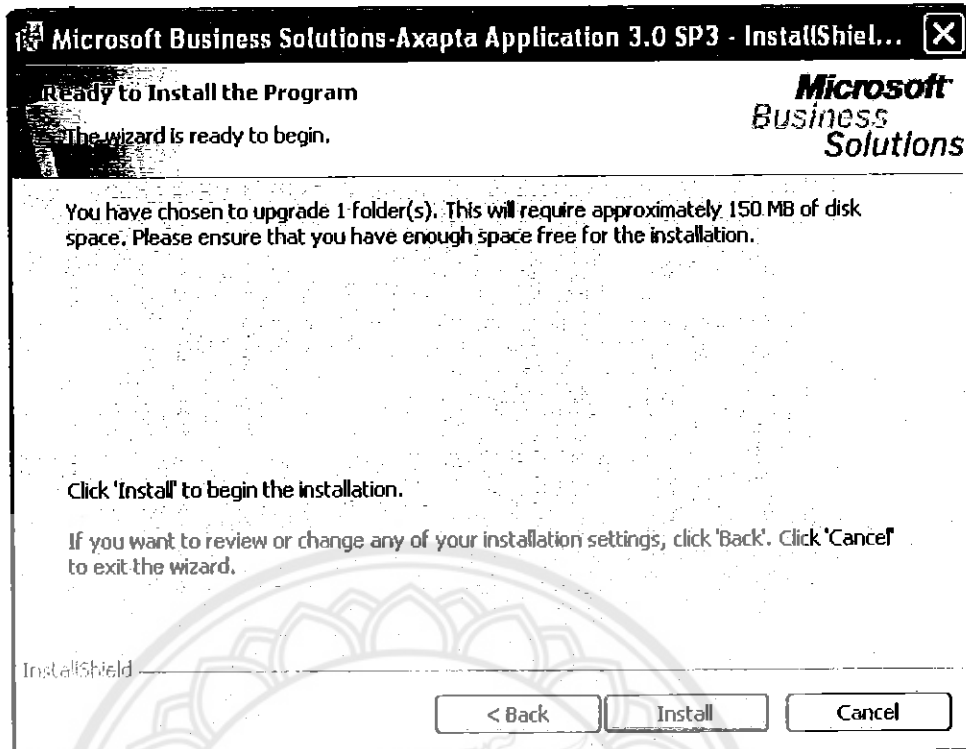 Microsoft Business Solutions-Axapta Application 3.0 SP3 - InstallShiel...
Ready to Install the Program
The wizard is ready to begin.
Microsoft
Business
Solutions
You have chosen to upgrade 1 folder(s). This will require approximately 150 MB of disk
space. Please ensure that you have enough space free for the installation.
Click 'Install' to begin the installation.
If you want to review or change any of your installation settings, click 'Back'. Click 'Cancel'
to exit the wizard.
InstallShield
< Back
Install
Cancel